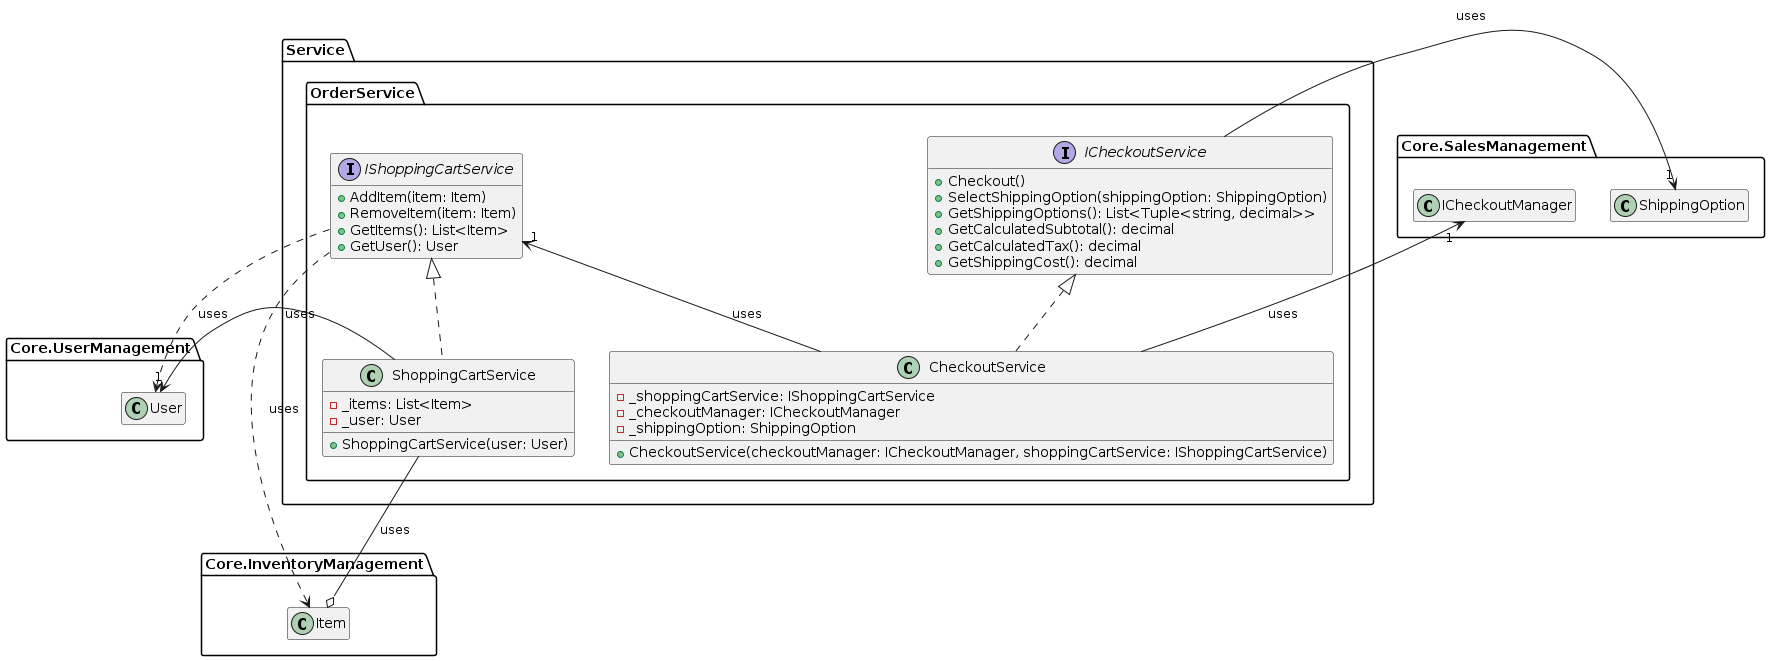 uses
Service
OrderService
I IShoppingCartService
AddItem(item: Item)
RemoveItem(item: Item)
GetItems(): List<Item>
GetUser(): User
I ICheckoutService
Checkout()
SelectShippingOption(shippingOption: ShippingOption)
GetShippingOptions(): List<Tuple<string, decimal>>
GetCalculatedSubtotal(): decimal
GetCalculatedTax(): decimal
GetShippingCost(): decimal
Core.SalesManagement
1
C ICheckoutManager
C ShippingOption
1
1
uses
uses
uses
uses
Core.UserManagement
1
C User
C ShoppingCartService
_items: List<Item>
_user: User
ShoppingCartService(user: User)
C CheckoutService
_shoppingCartService: IShoppingCartService
_checkoutManager: ICheckoutManager
_shippingOption: ShippingOption
CheckoutService(checkoutManager: ICheckoutManager, shoppingCartService: IShoppingCartService)
uses
uses
Core.InventoryManagement
C Item